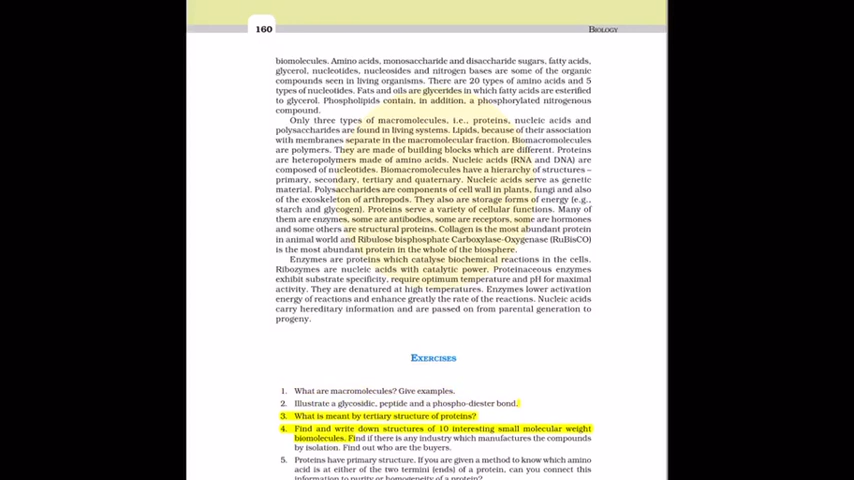 160
BIOLOGY
biomolecules. Amino acids, monosaccharide and disaccharide sugars, fatty acids,
glycerol, nucleotides, nucleosides and nitrogen bases are some of the organic
compounds seen in living organisms. There are 20 types of amino acids and 5
types of nucleotides. Fats and oils are glycerides in which fatty acids are esterified
to glycerol. Phospholipids contain, in addition, a phosphorylated nitrogenous
compound.
Only three types of macromolecules, i.e., proteins, nucleic acids and
polysaccharides are found in living systems. Lipids, because of their association
with membranes separate in the macromolecular fraction. Biomacromolecules
are polymers. They are made of building blocks which are different. Proteins
are heteropolymers made of amino acids. Nucleic acids (RNA and DNA) are
composed of nucleotides. Biomacromolecules have a hierarchy of structures –
primary, secondary, tertiary and quaternary. Nucleic acids serve as genetic
material. Polysaccharides are components of cell wall in plants, fungi and also
of the exoskeleton of arthropods. They also are storage forms of energy (e.g.,
starch and glycogen). Proteins serve a variety of cellular functions. Many of
them are enzymes, some are antibodies, some are receptors, some are hormones
and some others are structural proteins. Collagen is the most abundant protein
in animal world and Ribulose bisphosphate Carboxylase-Oxygenase (RuBisCO)
is the most abundant protein in the whole of the biosphere.
Enzymes are proteins which catalyse biochemical reactions in the cells.
Ribozymes are nucleic acids with catalytic power. Proteinaceous enzymes
exhibit substrate specificity, require optimum temperature and pH for maximal
activity. They are denatured at high temperatures. Enzymes lower activation
energy of reactions and enhance greatly the rate of the reactions. Nucleic acids
carry hereditary information and are passed on from parental generation to
progeny.
EXERCISES
1. What are macromolecules? Give examples.
2. Illustrate a glycosidic, peptide and a phospho-diester bond.
3. What is meant by tertiary structure of proteins?
4. Find and write down structures of 10 interesting small molecular weight
biomolecules. Find if there is any industry which manufactures the compounds
by isolation. Find out who are the buyers.
5. Proteins have primary structure. If you are given a method to know which amino
acid is at either of the two termini (ends) of a protein, can you connect this
information to purity or homogeneity of a protein?